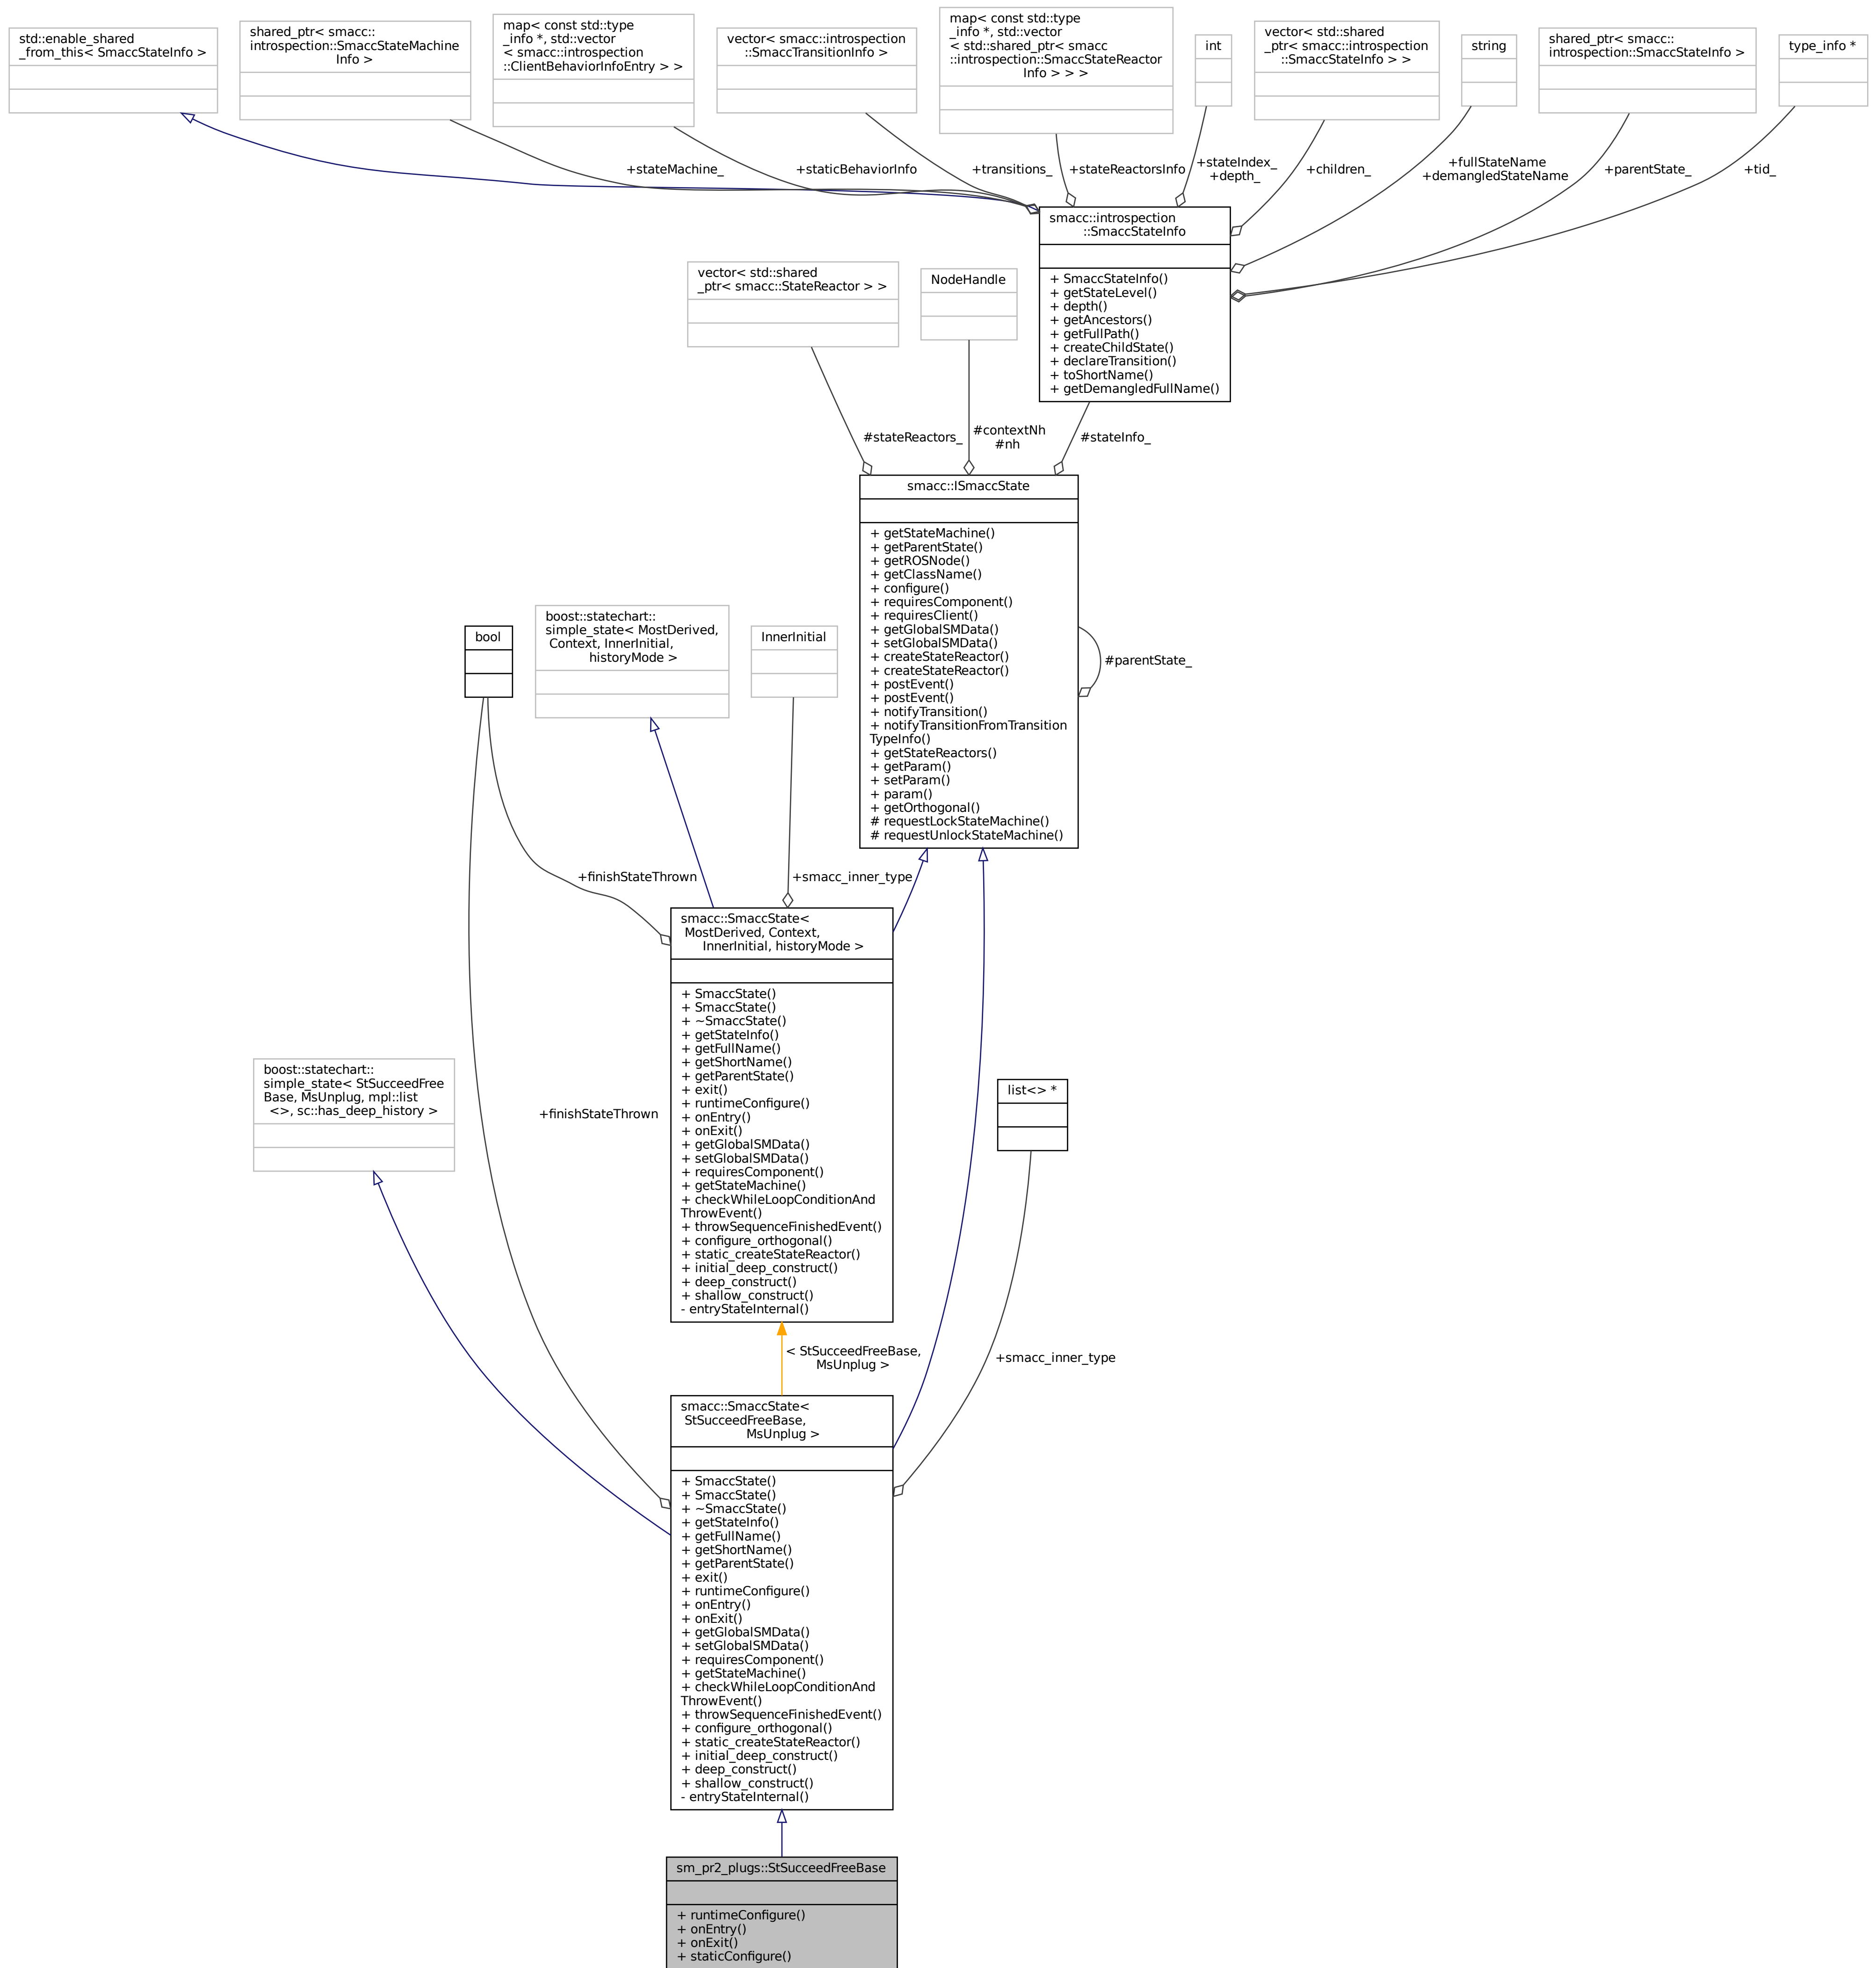 std::enable_shared
_from_this< SmaccStateInfo >
shared_ptr< smacc::
introspection::SmaccStateMachine
Info >
map< const std::type
_info *, std::vector
< smacc::introspection
::ClientBehaviorInfoEntry > >
vector< smacc::introspection
::SmaccTransitionInfo >
map< const std::type
_info *, std::vector
< std::shared_ptr< smacc
::introspection::SmaccStateReactor
Info > > >
int
vector< std::shared
_ptr< smacc::introspection
::SmaccStateInfo > >
string
shared_ptr< smacc::
introspection::SmaccStateInfo >
type_info *
+stateMachine_
+staticBehaviorInfo
+transitions_
+stateReactorsInfo
+stateIndex_
+depth_
+children_
+fullStateName
+demangledStateName
+parentState_
+tid_
smacc::introspection
::SmaccStateInfo
+ SmaccStateInfo()
+ getStateLevel()
+ depth()
+ getAncestors()
+ getFullPath()
+ createChildState()
+ declareTransition()
+ toShortName()
+ getDemangledFullName()
vector< std::shared
_ptr< smacc::StateReactor > >
NodeHandle
#stateReactors_
#contextNh
#nh
#stateInfo_
smacc::ISmaccState
+ getStateMachine()
+ getParentState()
+ getROSNode()
+ getClassName()
+ configure()
+ requiresComponent()
+ requiresClient()
+ getGlobalSMData()
+ setGlobalSMData()
+ createStateReactor()
+ createStateReactor()
+ postEvent()
+ postEvent()
+ notifyTransition()
+ notifyTransitionFromTransition
TypeInfo()
+ getStateReactors()
+ getParam()
+ setParam()
+ param()
+ getOrthogonal()
# requestLockStateMachine()
# requestUnlockStateMachine()
#parentState_
bool
boost::statechart::
simple_state< MostDerived,
Context, InnerInitial,
historyMode >
InnerInitial
+finishStateThrown
+smacc_inner_type
smacc::SmaccState<
MostDerived, Context,
InnerInitial, historyMode >
+ SmaccState()
+ SmaccState()
+ ~SmaccState()
+ getStateInfo()
+ getFullName()
+ getShortName()
+ getParentState()
+ exit()
+ runtimeConfigure()
+ onEntry()
+ onExit()
+ getGlobalSMData()
+ setGlobalSMData()
+ requiresComponent()
+ getStateMachine()
+ checkWhileLoopConditionAnd
ThrowEvent()
+ throwSequenceFinishedEvent()
+ configure_orthogonal()
+ static_createStateReactor()
+ initial_deep_construct()
+ deep_construct()
+ shallow_construct()
- entryStateInternal()
boost::statechart::
simple_state< StSucceedFree
Base, MsUnplug, mpl::list
<>, sc::has_deep_history >
+finishStateThrown
list<> *
< StSucceedFreeBase,
MsUnplug >
+smacc_inner_type
smacc::SmaccState<
StSucceedFreeBase,
MsUnplug >
+ SmaccState()
+ SmaccState()
+ ~SmaccState()
+ getStateInfo()
+ getFullName()
+ getShortName()
+ getParentState()
+ exit()
+ runtimeConfigure()
+ onEntry()
+ onExit()
+ getGlobalSMData()
+ setGlobalSMData()
+ requiresComponent()
+ getStateMachine()
+ checkWhileLoopConditionAnd
ThrowEvent()
+ throwSequenceFinishedEvent()
+ configure_orthogonal()
+ static_createStateReactor()
+ initial_deep_construct()
+ deep_construct()
+ shallow_construct()
- entryStateInternal()
sm_pr2_plugs::StSucceedFreeBase
+ runtimeConfigure()
+ onEntry()
+ onExit()
+ staticConfigure()